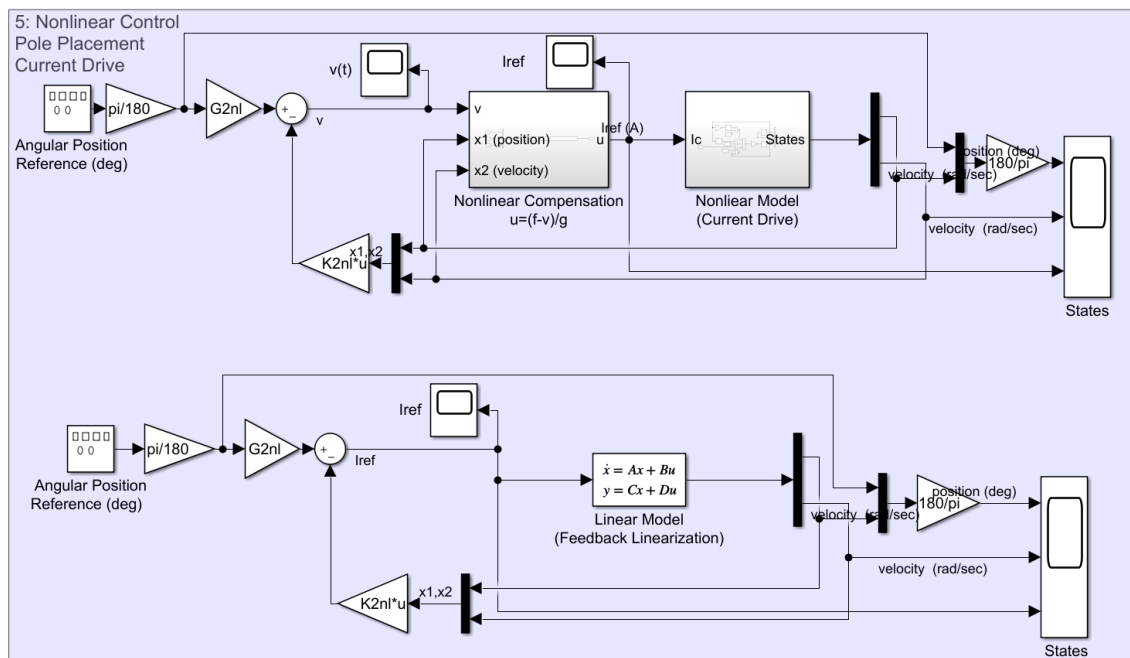 5: Nonlinear Control
Pole Placement
Current Drive
v(t)
Iref
pi/180
G2nl
+
-
v
v
x1 (position)
x2 (velocity)
u
Iref (A)
Ic
States
position (deg)
180/pi
velocity (rad/sec)
Angular Position
Reference (deg)
Nonlinear Compensation
u=(f-v)/g
Nonliear Model
(Current Drive)
velocity (rad/sec)
x1,x2
K2nl*u
States
Iref
pi/180
G2nl
+
-
Iref
ẋ = Ax + Bu
y = Cx + Du
position (deg)
180/pi
velocity (rad/sec)
Angular Position
Reference (deg)
Linear Model
(Feedback Linearization)
velocity (rad/sec)
x1,x2
K2nl*u
States